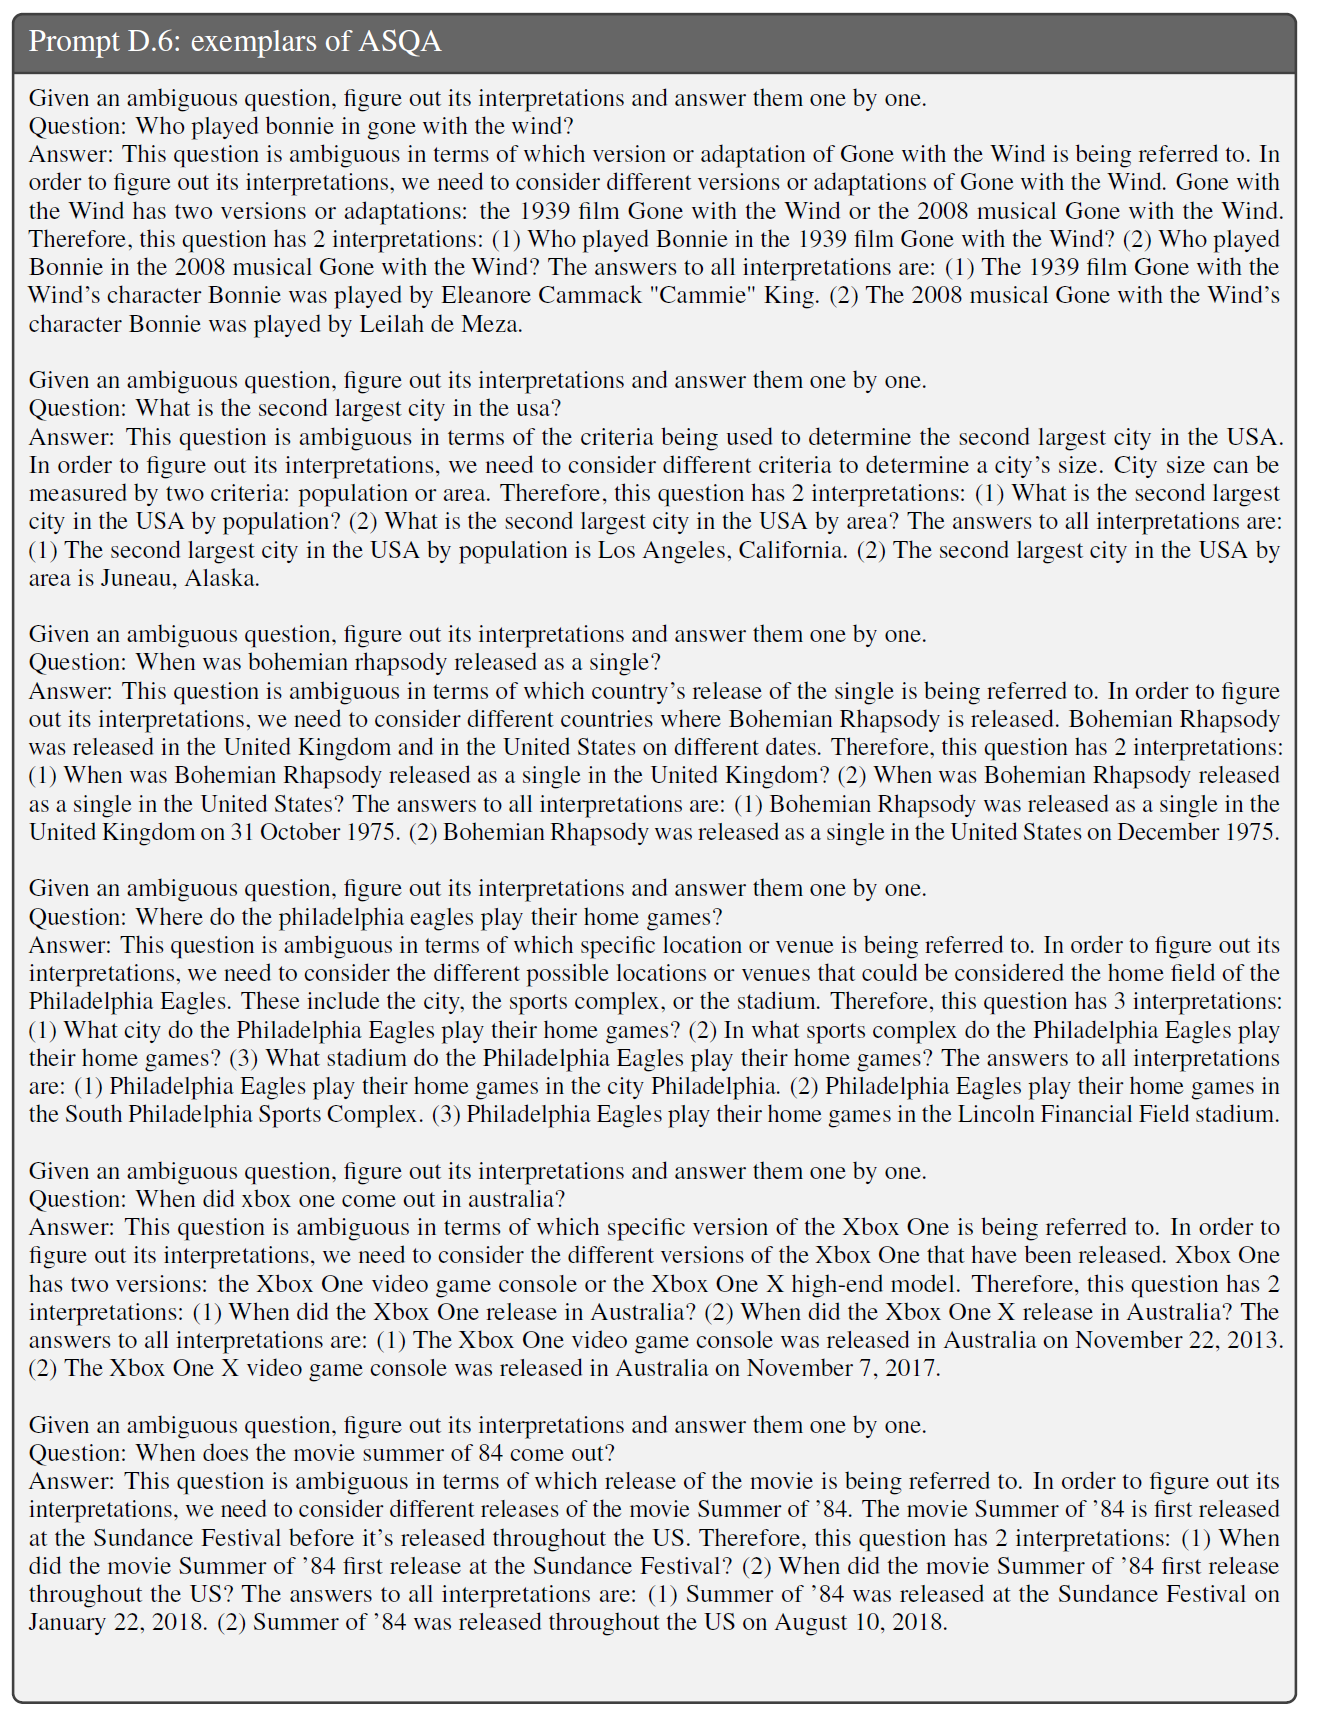 Prompt D.6: exemplars of ASQA
Given an ambiguous question, figure out its interpretations and answer them one by one.
Question: Who played bonnie in gone with the wind?
Answer: This question is ambiguous in terms of which version or adaptation of Gone with the Wind is being referred to. In
order to figure out its interpretations, we need to consider different versions or adaptations of Gone with the Wind. Gone with
the Wind has two versions or adaptations: the 1939 film Gone with the Wind or the 2008 musical Gone with the Wind.
Therefore, this question has 2 interpretations: (1) Who played Bonnie in the 1939 film Gone with the Wind? (2) Who played
Bonnie in the 2008 musical Gone with the Wind? The answers to all interpretations are: (1) The 1939 film Gone with the
Wind’s character Bonnie was played by Eleanore Cammack "Cammie" King. (2) The 2008 musical Gone with the Wind’s
character Bonnie was played by Leilah de Meza.
Given an ambiguous question, figure out its interpretations and answer them one by one.
Question: What is the second largest city in the usa?
Answer: This question is ambiguous in terms of the criteria being used to determine the second largest city in the USA.
In order to figure out its interpretations, we need to consider different criteria to determine a city’s size. City size can be
measured by two criteria: population or area. Therefore, this question has 2 interpretations: (1) What is the second largest
city in the USA by population? (2) What is the second largest city in the USA by area? The answers to all interpretations are:
(1) The second largest city in the USA by population is Los Angeles, California. (2) The second largest city in the USA by
area is Juneau, Alaska.
Given an ambiguous question, figure out its interpretations and answer them one by one.
Question: When was bohemian rhapsody released as a single?
Answer: This question is ambiguous in terms of which country’s release of the single is being referred to. In order to figure
out its interpretations, we need to consider different countries where Bohemian Rhapsody is released. Bohemian Rhapsody
was released in the United Kingdom and in the United States on different dates. Therefore, this question has 2 interpretations:
(1) When was Bohemian Rhapsody released as a single in the United Kingdom? (2) When was Bohemian Rhapsody released
as a single in the United States? The answers to all interpretations are: (1) Bohemian Rhapsody was released as a single in the
United Kingdom on 31 October 1975. (2) Bohemian Rhapsody was released as a single in the United States on December 1975.
Given an ambiguous question, figure out its interpretations and answer them one by one.
Question: Where do the philadelphia eagles play their home games?
Answer: This question is ambiguous in terms of which specific location or venue is being referred to. In order to figure out its
interpretations, we need to consider the different possible locations or venues that could be considered the home field of the
Philadelphia Eagles. These include the city, the sports complex, or the stadium. Therefore, this question has 3 interpretations:
(1) What city do the Philadelphia Eagles play their home games? (2) In what sports complex do the Philadelphia Eagles play
their home games? (3) What stadium do the Philadelphia Eagles play their home games? The answers to all interpretations
are: (1) Philadelphia Eagles play their home games in the city Philadelphia. (2) Philadelphia Eagles play their home games in
the South Philadelphia Sports Complex. (3) Philadelphia Eagles play their home games in the Lincoln Financial Field stadium.
Given an ambiguous question, figure out its interpretations and answer them one by one.
Question: When did xbox one come out in australia?
Answer: This question is ambiguous in terms of which specific version of the Xbox One is being referred to. In order to
figure out its interpretations, we need to consider the different versions of the Xbox One that have been released. Xbox One
has two versions: the Xbox One video game console or the Xbox One X high-end model. Therefore, this question has 2
interpretations: (1) When did the Xbox One release in Australia? (2) When did the Xbox One X release in Australia? The
answers to all interpretations are: (1) The Xbox One video game console was released in Australia on November 22, 2013.
(2) The Xbox One X video game console was released in Australia on November 7, 2017.
Given an ambiguous question, figure out its interpretations and answer them one by one.
Question: When does the movie summer of 84 come out?
Answer: This question is ambiguous in terms of which release of the movie is being referred to. In order to figure out its
interpretations, we need to consider different releases of the movie Summer of ’84. The movie Summer of ’84 is first released
at the Sundance Festival before it’s released throughout the US. Therefore, this question has 2 interpretations: (1) When
did the movie Summer of ’84 first release at the Sundance Festival? (2) When did the movie Summer of ’84 first release
throughout the US? The answers to all interpretations are: (1) Summer of ’84 was released at the Sundance Festival on
January 22, 2018. (2) Summer of ’84 was released throughout the US on August 10, 2018.